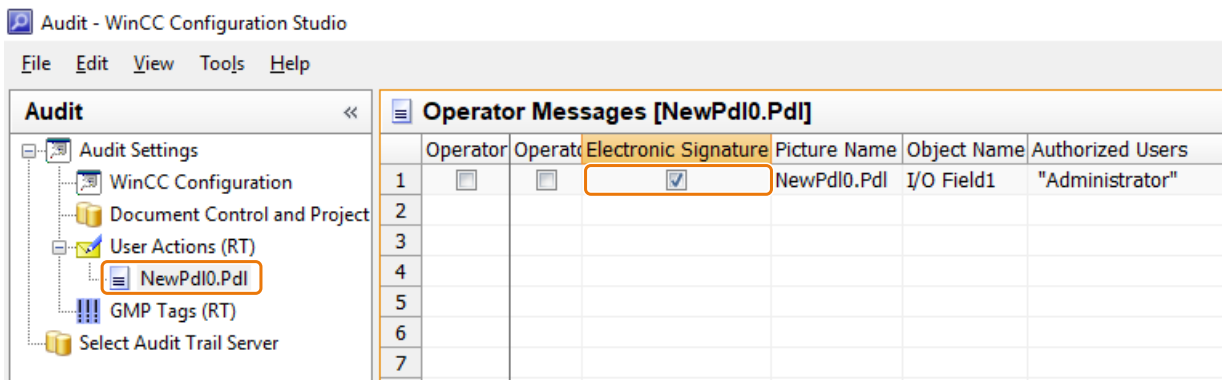 Audit - WinCC Configuration Studio
File Edit View Tools Help
Audit «
Operator Messages [NewPdl0.Pdl]
Audit Settings
WinCC Configuration
Document Control and Project
User Actions (RT)
NewPdl0.Pdl
GMP Tags (RT)
Select Audit Trail Server
Operator Operato Electronic Signature Picture Name Object Name Authorized Users
1 NewPdl0.Pdl I/O Field1 "Administrator"
2
3
4
5
6
7